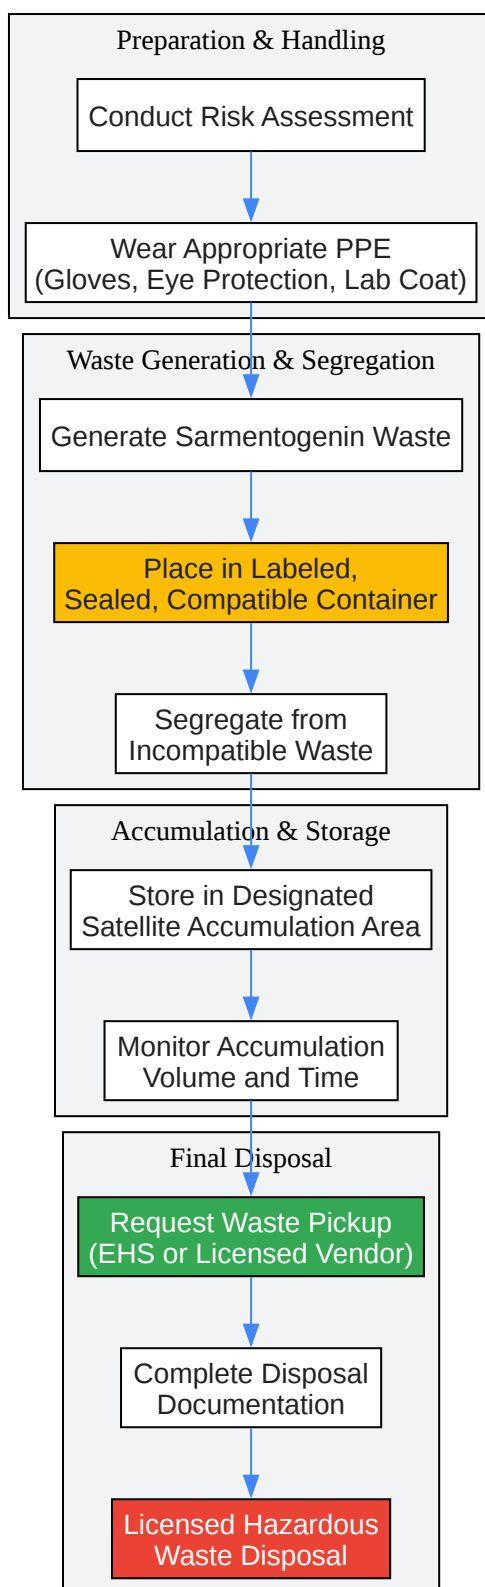 Preparation & Handling
Conduct Risk Assessment
Wear Appropriate PPE
(Gloves, Eye Protection, Lab Coat)
Waste Generation & Segregation
Generate Sarmentogenin Waste
Place in Labeled,
Sealed, Compatible Container
Segregate from
Incompatible Waste
Accumulation & Storage
Store in Designated
Satellite Accumulation Area
Monitor Accumulation
Volume and Time
Final Disposal
Request Waste Pickup
(EHS or Licensed Vendor)
Complete Disposal
Documentation
Licensed Hazardous
Waste Disposal